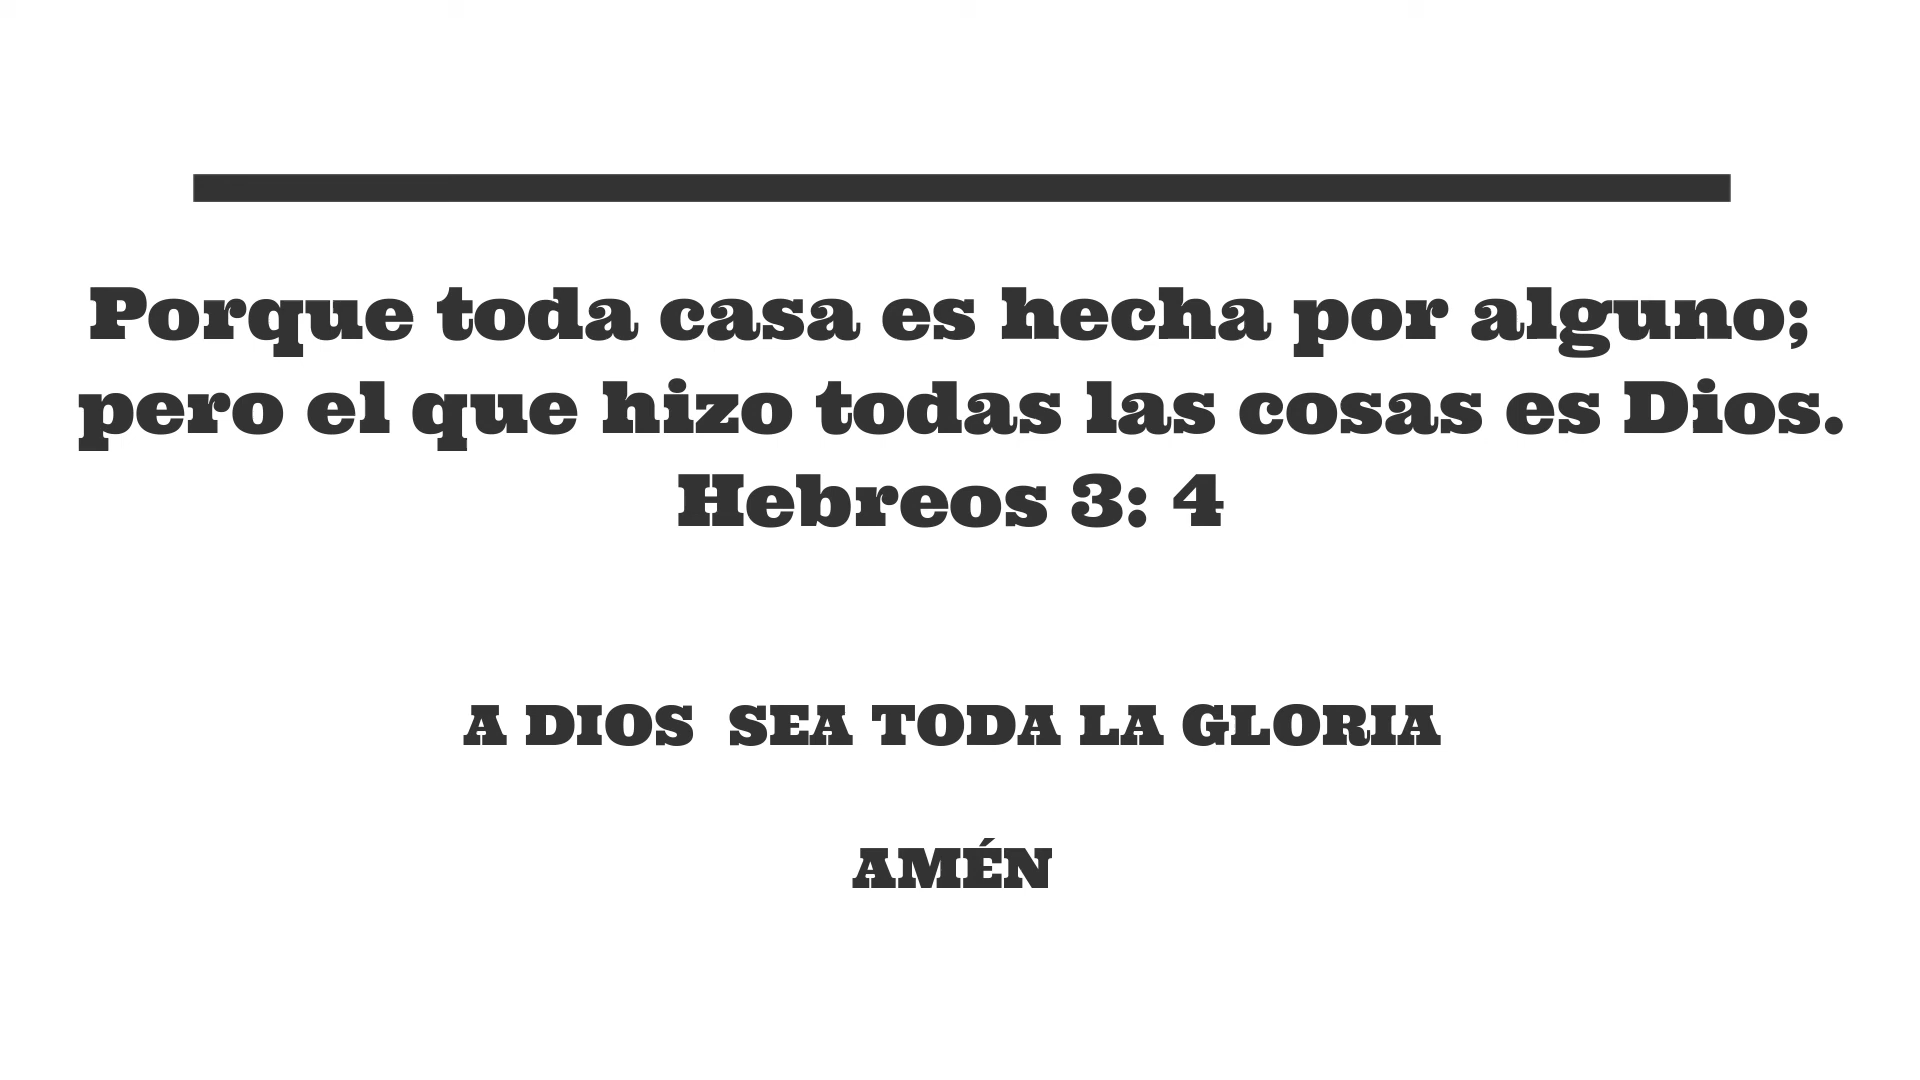 Porque toda casa es hecha por alguno;
pero el que hizo todas las cosas es Dios.
Hebreos 3: 4
A DIOS  SEA TODA LA GLORIA
AMÉN